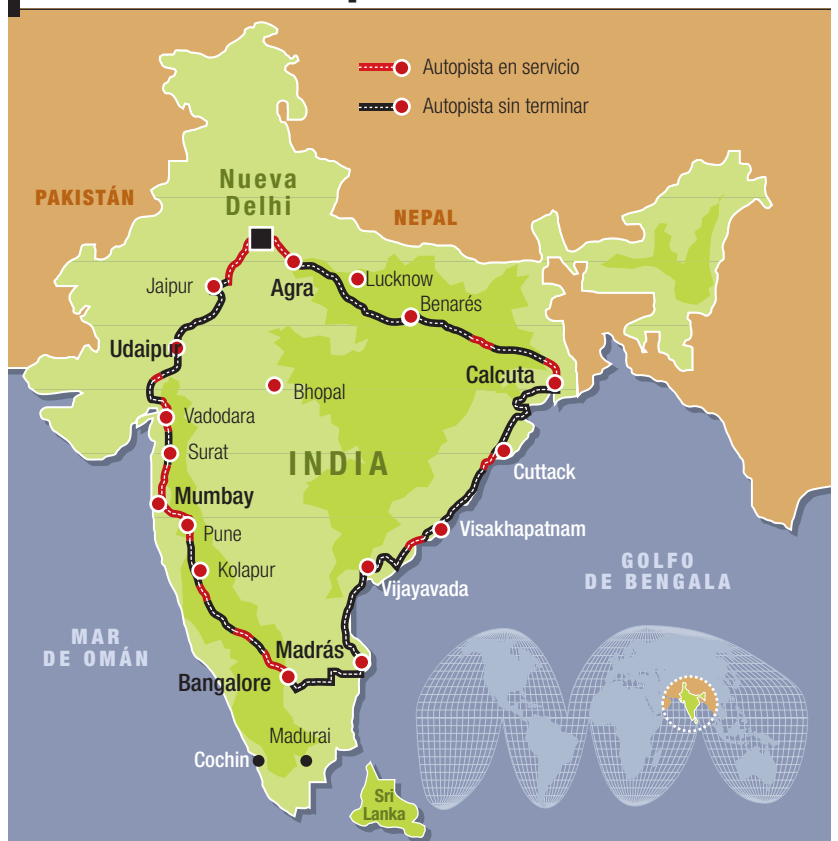 Autopista en servicio
Autopista sin terminar
PAKISTÁN
Nueva
Delhi
NEPAL
Jaipur
Agra
Lucknow
Benarés
Udaipur
Calcuta
Bhopal
Vadodara
Surat
INDIA
Cuttack
Mumbay
Pune
Visakhapatnam
Kolapur
Vijayavada
GOLFO
DE BENGALA
MAR
DE OMÁN
Madrás
Bangalore
Madurai
Cochin
Sri
Lanka